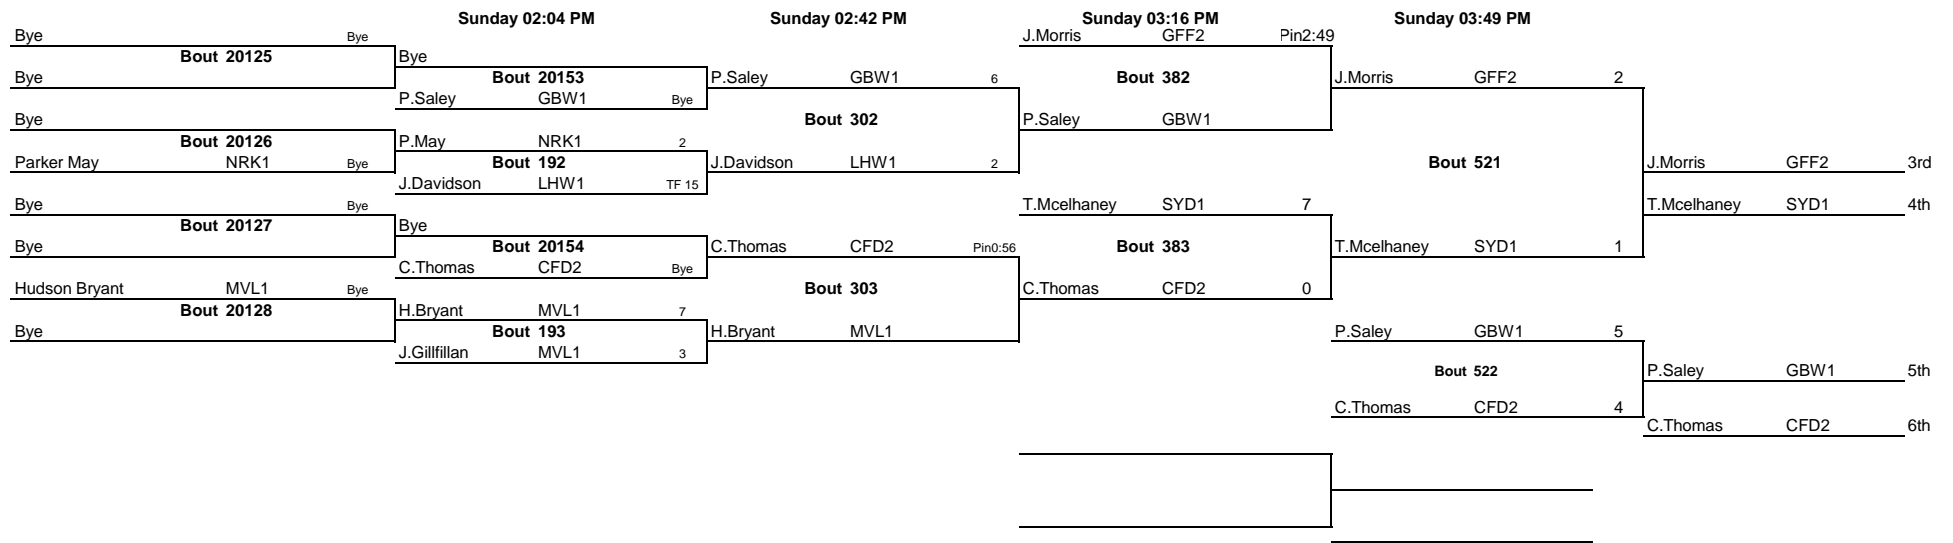 Sunday 02:04 PM Sunday 02:42 PM Sunday 03:16 PM Sunday 03:49 PM
Bye Bye J.Morris GFF2 Pin2:49
Bout 20125 Bye
Bye Bout 20153 P.Saley GBW1 6 Bout 382 J.Morris GFF2 2
P.Saley GBW1 Bye
Bye Bout 302 P.Saley GBW1
Bout 20126 P.May NRK1 2
Parker May NRK1 Bye Bout 192 J.Davidson LHW1 2 Bout 521 J.Morris GFF2 3rd
J.Davidson LHW1 TF 15
Bye Bye T.Mcelhaney SYD1 7 T.Mcelhaney SYD1 4th
Bout 20127 Bye
Bye Bout 20154 C.Thomas CFD2 Pin0:56 Bout 383 T.Mcelhaney SYD1 1
C.Thomas CFD2 Bye
Hudson Bryant MVL1 Bye Bout 303 C.Thomas CFD2 0
Bout 20128 H.Bryant MVL1 7
Bye Bout 193 H.Bryant MVL1 P.Saley GBW1 5
J.Gillfillan MVL1 3
Bout 522 P.Saley GBW1 5th
C.Thomas CFD2 4
C.Thomas CFD2 6th